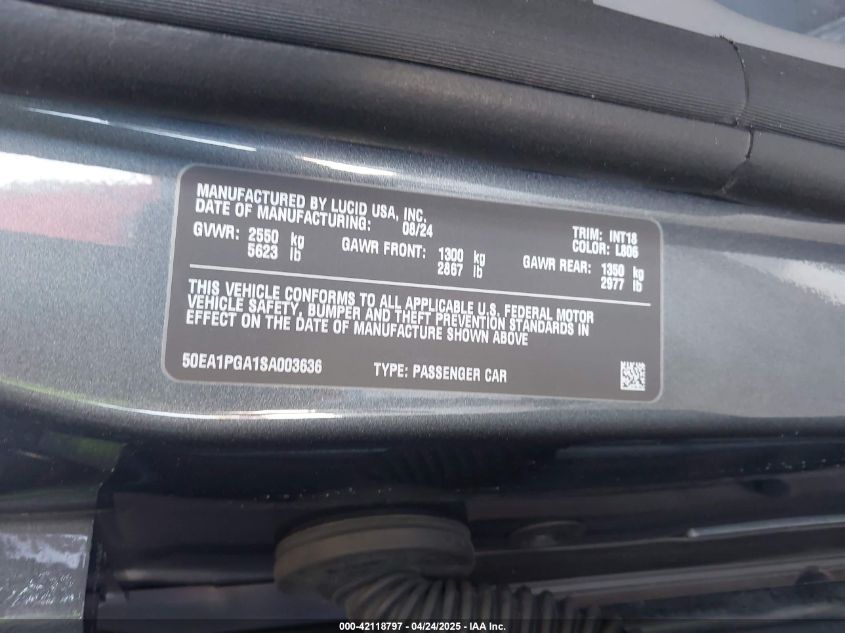 MANUFACTURED BY LUCID USA, INC.
DATE OF MANUFACTURING: 08/24 TRIM: INT18
COLOR: L806
GVWR: 2550 kg GAWR FRONT: 1300 kg GAWR REAR: 1350 kg
5623 lb 2867 lb 2977 lb
THIS VEHICLE CONFORMS TO ALL APPLICABLE U.S. FEDERAL MOTOR
VEHICLE SAFETY, BUMPER AND THEFT PREVENTION STANDARDS IN
EFFECT ON THE DATE OF MANUFACTURE SHOWN ABOVE
50EA1PGA1SA003636 TYPE: PASSENGER CAR
000-42118797 - 04/24/2025 - IAA Inc.